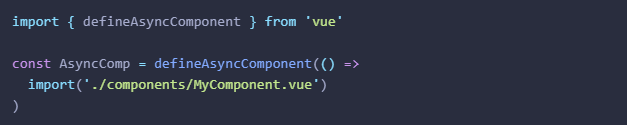 import { defineAsyncComponent } from 'vue'
const AsyncComp = defineAsyncComponent(() =>
  import('./components/MyComponent.vue')
)